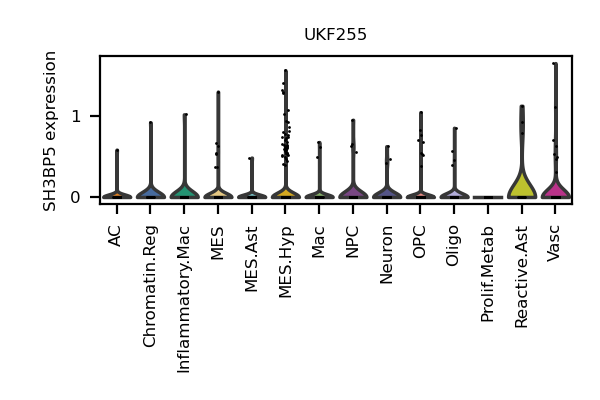 UKF255
SH3BP5 expression
1
0
AC
Chromatin.Reg
Inflammatory.Mac
MES
MES.Ast
MES.Hyp
Mac
NPC
Neuron
OPC
Oligo
Prolif.Metab
Reactive.Ast
Vasc